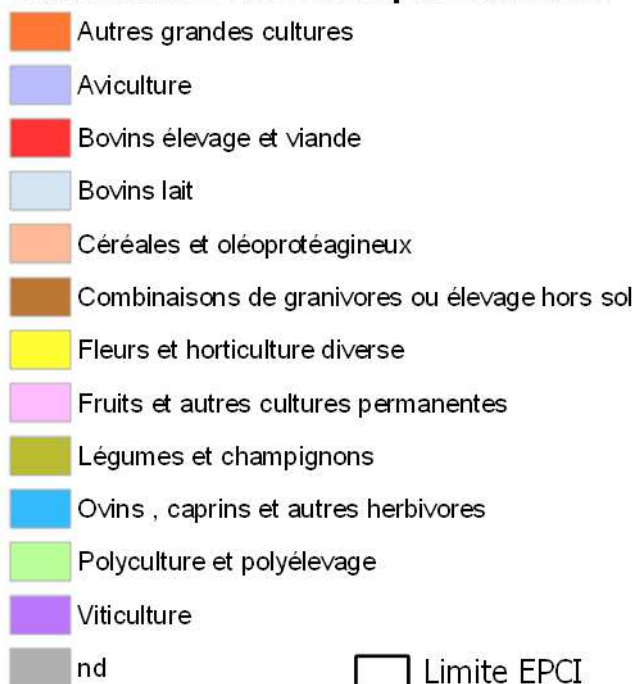 Autres grandes cultures
Aviculture
Bovins élevage et viande
Bovins lait
Céréales et oléoprotéagineux
Combinaisons de granivores ou élevage hors sol
Fleurs et horticulture diverse
Fruits et autres cultures permanentes
Légumes et champignons
Ovins , caprins et autres herbivores
Polyculture et polyélevage
Viticulture
nd
Limite EPCI